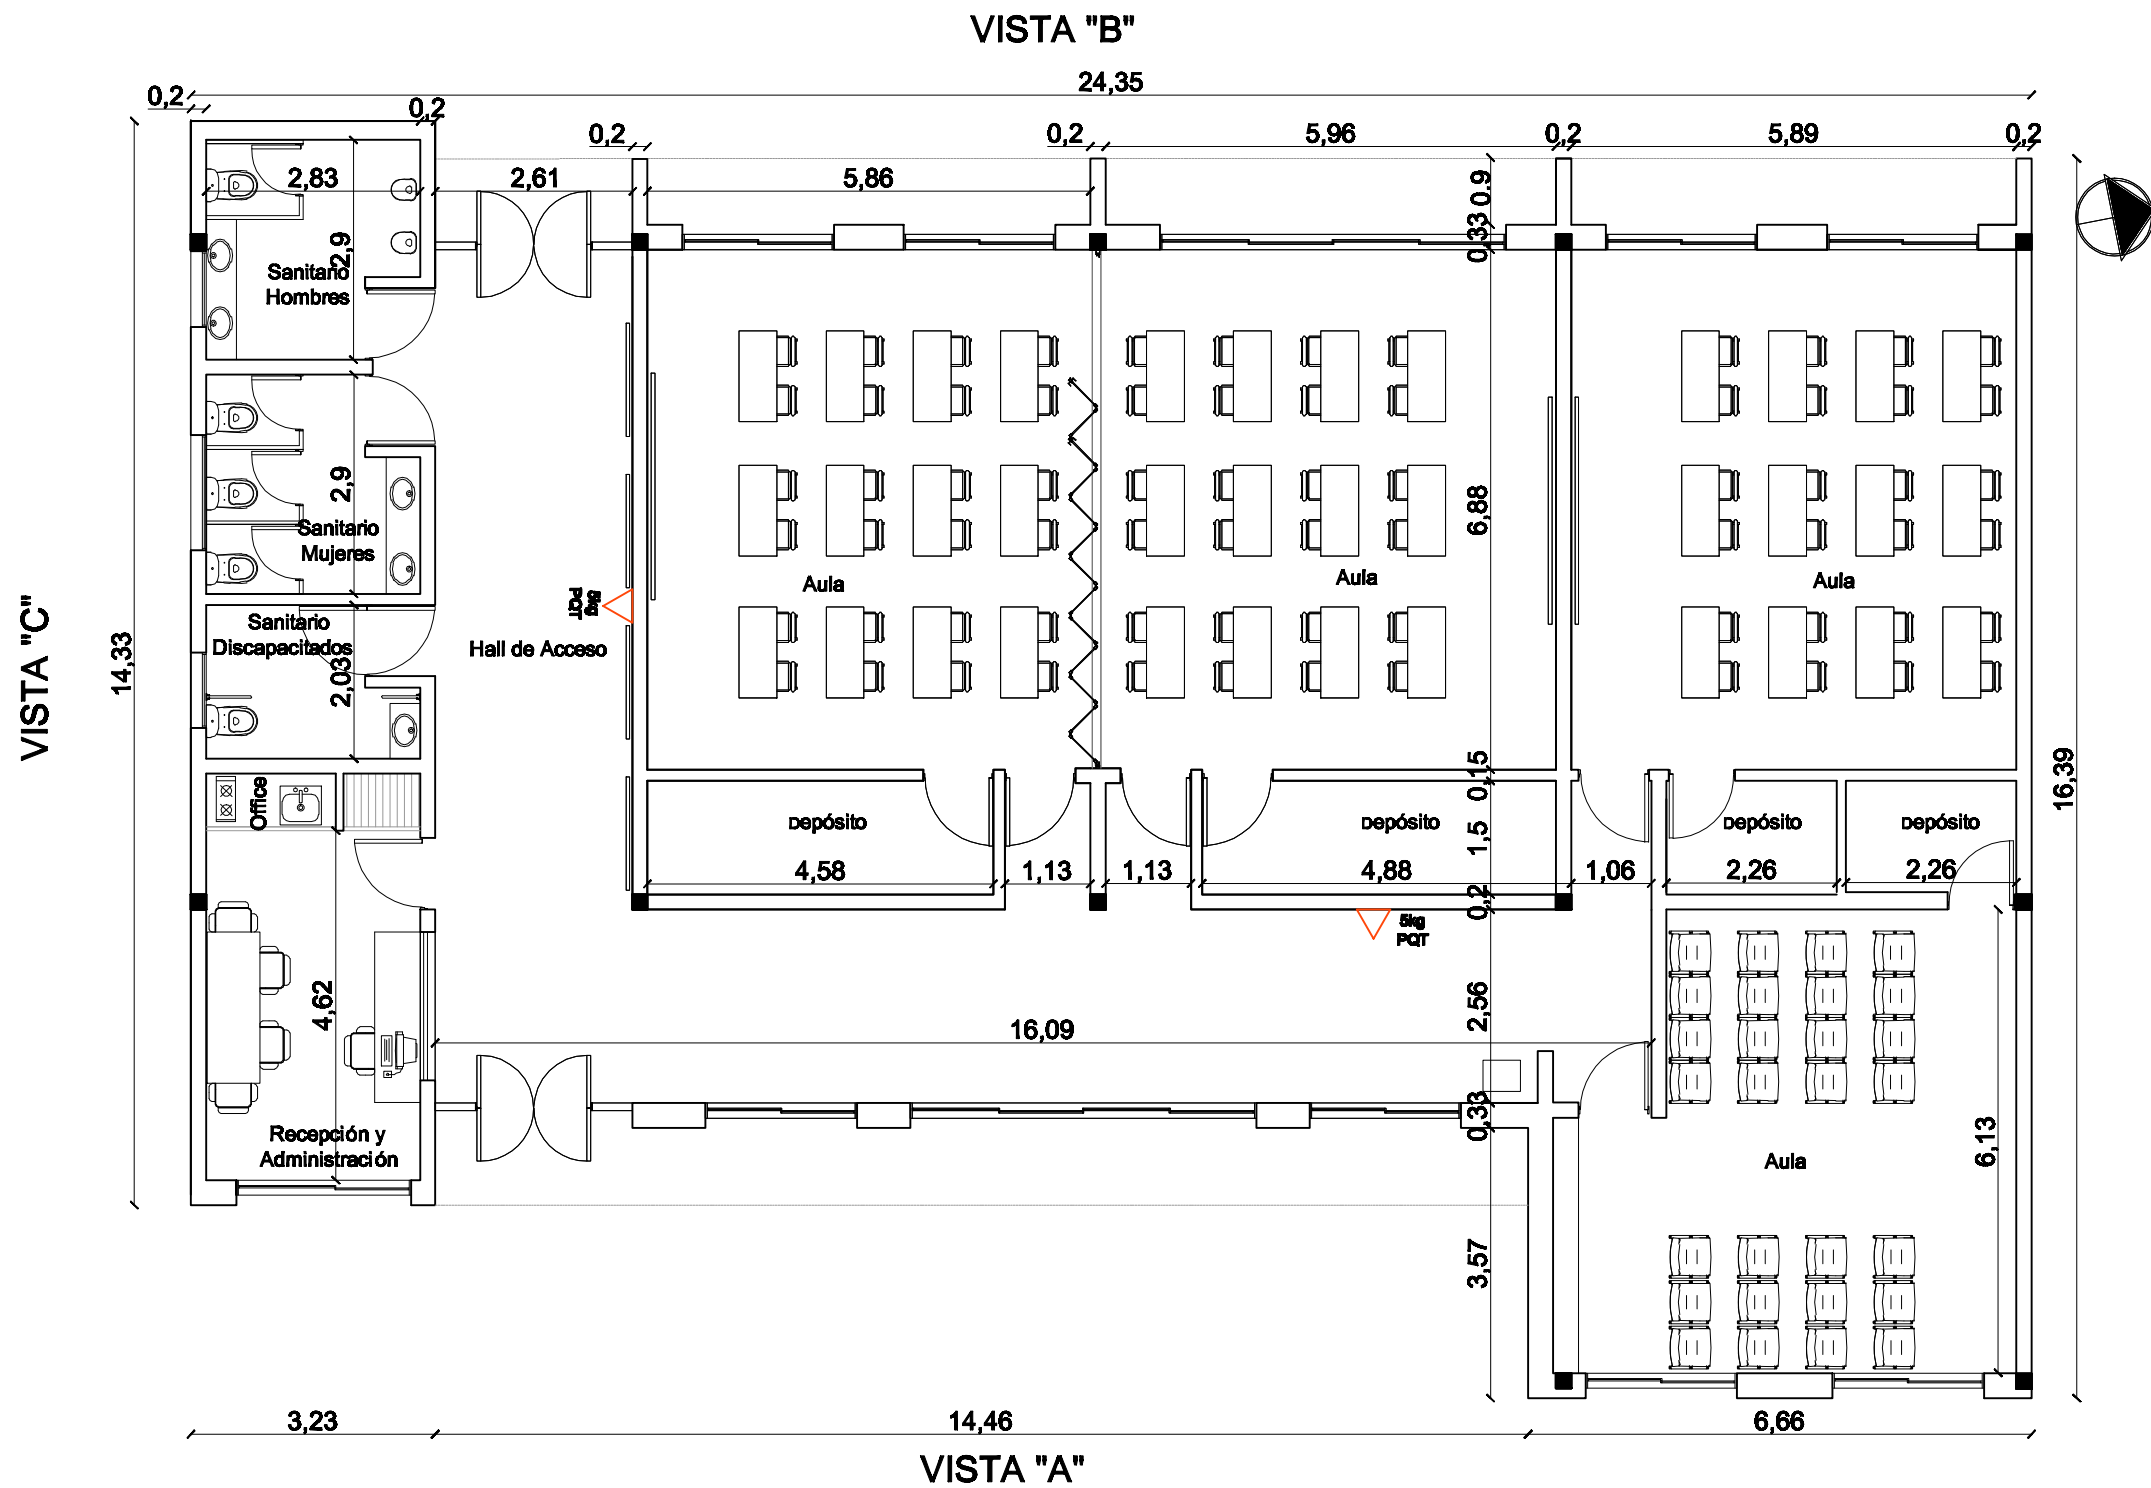 VISTA "B"
24,35
0,2
0,2
0,2
0,2
5,96
0,2
5,89
0,2
2,83
2,61
5,86
0.9
0,33
2,9
Sanitario
Hombres
2,9
Sanitario
Mujeres
6,88
Aula
Aula
Aula
5kg
PQT
Sanitario
Discapacitados
2,03
Hall de Acceso
14,33
VISTA "C"
16,39
Office
0,15
Depósito
Depósito
Depósito
Depósito
1,5
4,58
1,13
1,13
4,88
1,06
2,26
2,26
0,2
5kg
PQT
4,62
2,56
16,09
0,33
Recepción y
Administración
Aula
6,13
3,57
3,23
14,46
6,66
VISTA "A"